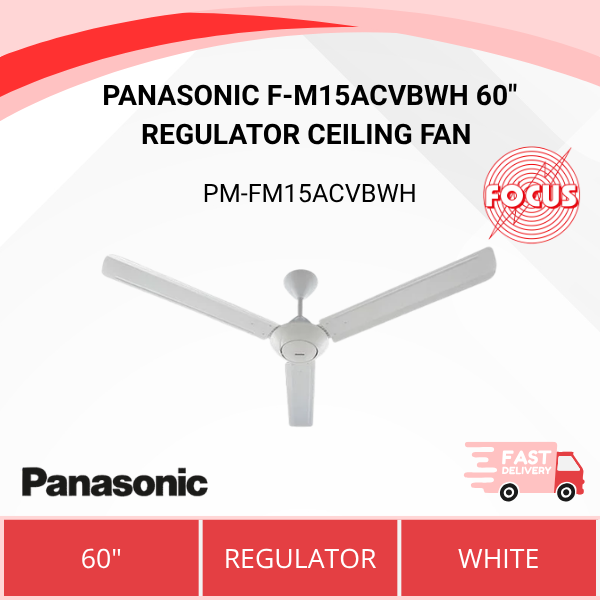 PANASONIC F-M15ACVBWH 60"
REGULATOR CEILING FAN
PM-FM15ACVBWH
FOCUS
Panasonic
FAST
DELIVERY
60"
REGULATOR
WHITE